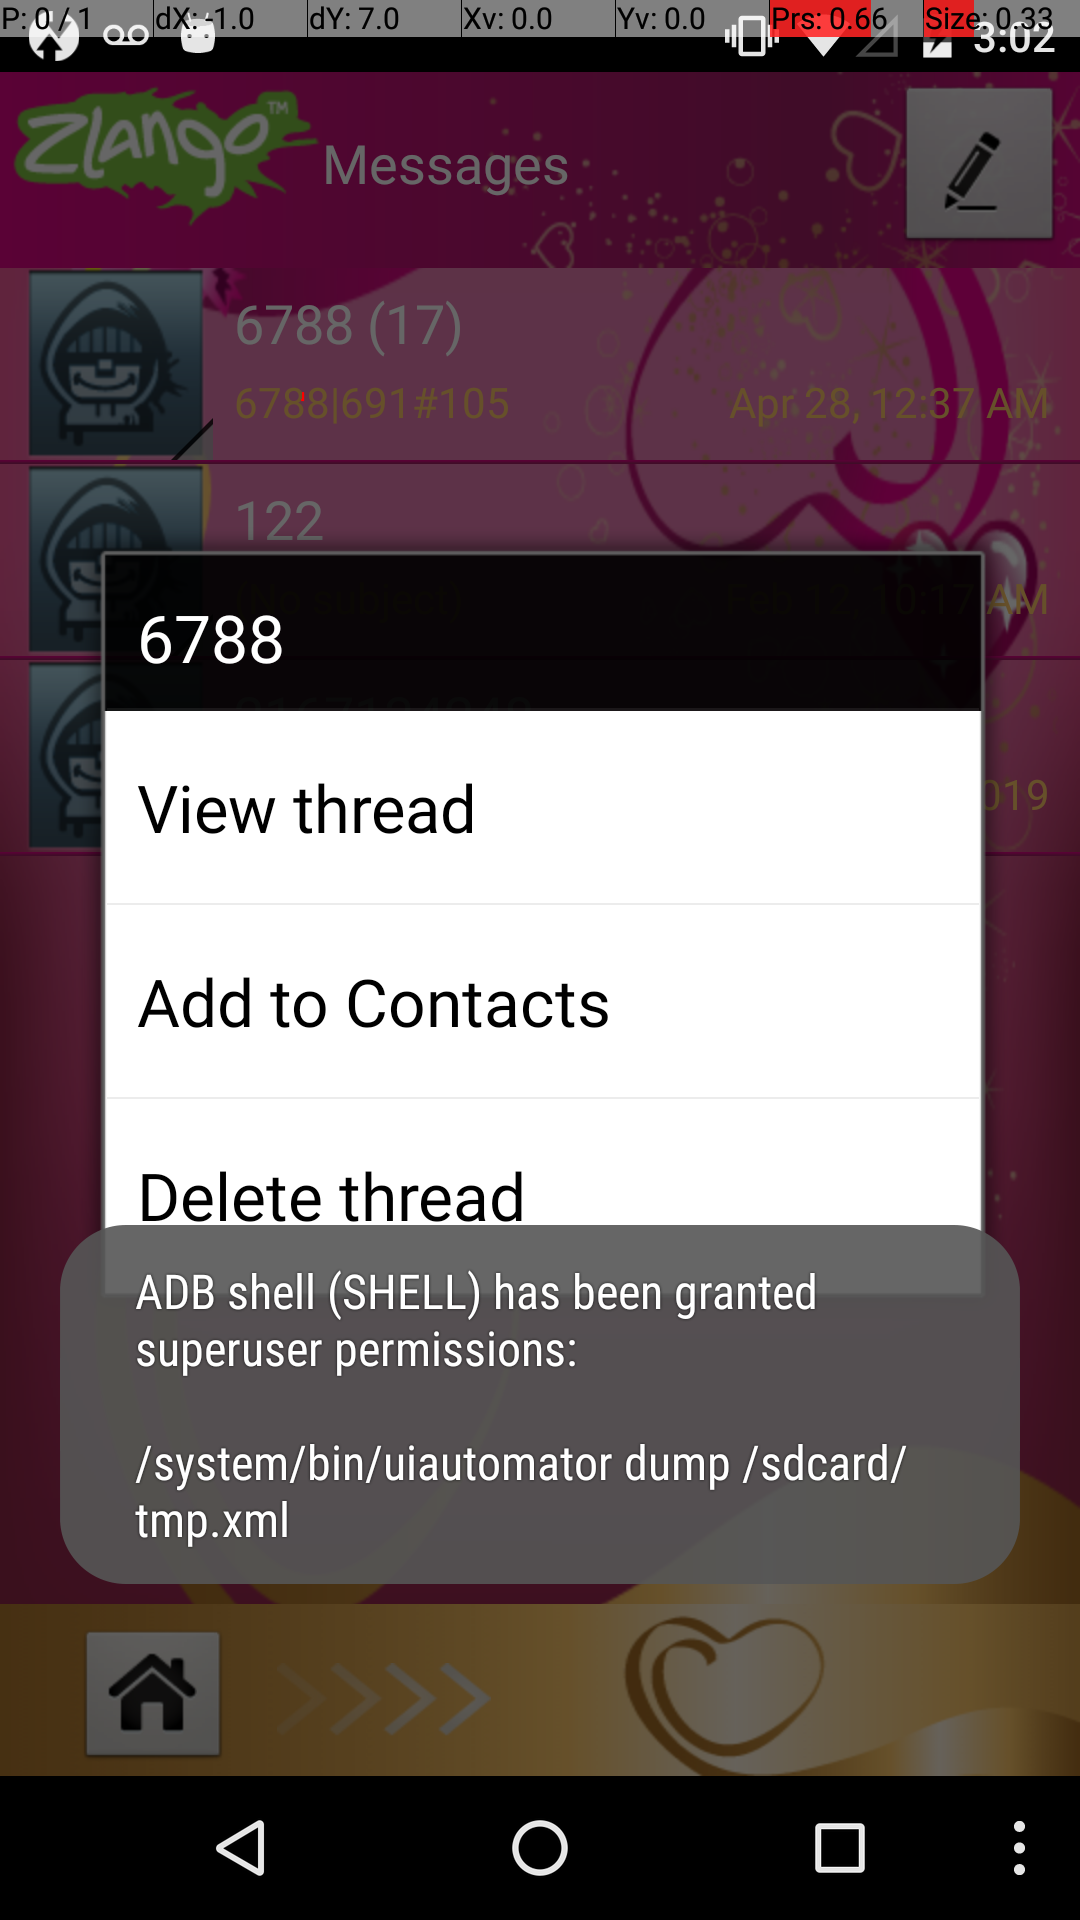 P: 0 / 1 dX: -1.0 dY: 7.0 Xv: 0.0 Yv: 0.0 Prs: 0.66 Size: 0.33
3:02
Zlango TM Messages
6788 (17)
6788|691#105 Apr 28, 12:37 AM
122
(No subject) Feb 12, 10:17 AM
6788
019
View thread
Add to Contacts
Delete thread
ADB shell (SHELL) has been granted
superuser permissions:
/system/bin/uiautomator dump /sdcard/
tmp.xml